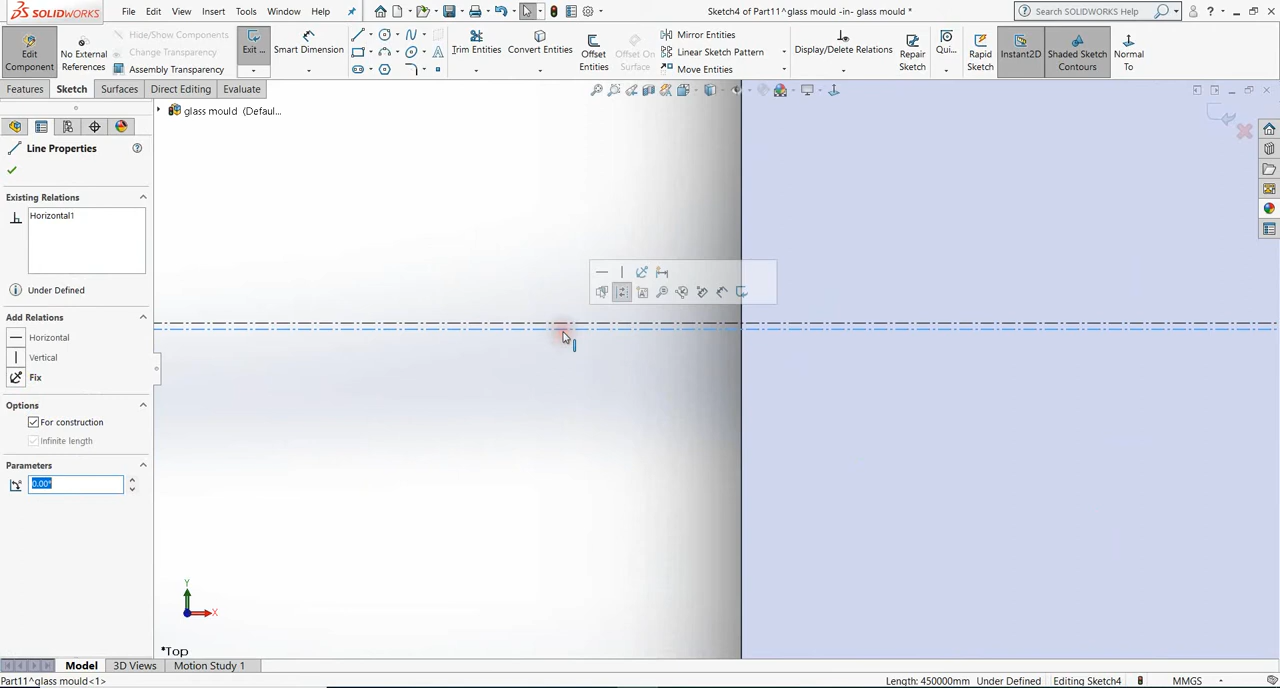 SOLIDWORKS
File Edit View Insert Tools Window Help
Sketch4 of Part11^glass mould -in- glass mould *
Search SOLIDWORKS Help
Edit Component
No External References
Hide/Show Components
Change Transparency
Assembly Transparency
Exit ...
Smart Dimension
Trim Entities
Convert Entities
Offset Entities
Offset On Surface
Mirror Entities
Linear Sketch Pattern
Move Entities
Display/Delete Relations
Repair Sketch
Qui...
Rapid Sketch
Instant2D
Shaded Sketch Contours
Normal To
Features Sketch Surfaces Direct Editing Evaluate
glass mould (Defaul...
Line Properties
Existing Relations
Horizontal1
Under Defined
Add Relations
Horizontal
Vertical
Fix
Options
For construction
Infinite length
Parameters
0.00°
Y
X
*Top
Model 3D Views Motion Study 1
Part11^glass mould<1>
Length: 450000mm Under Defined Editing Sketch4 MMGS